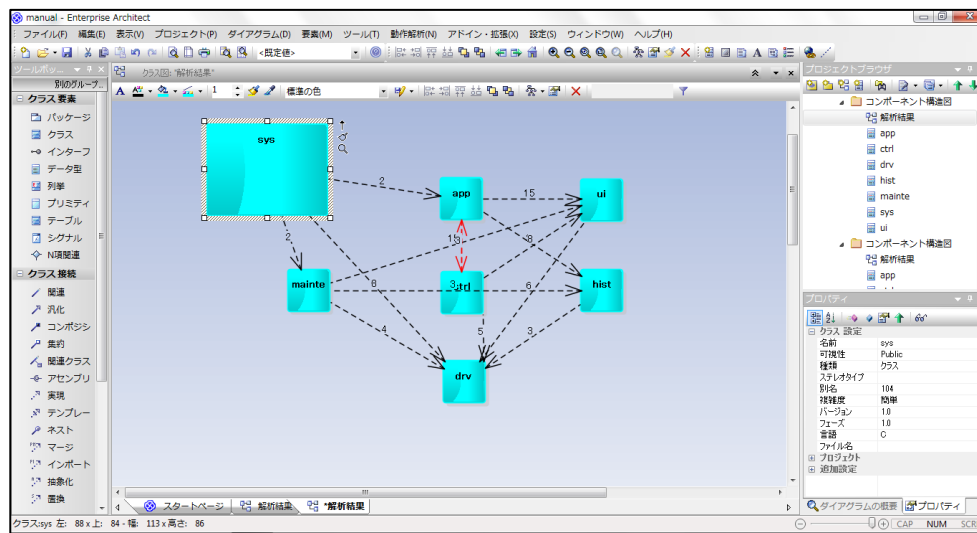 manual - Enterprise Architect
ファイル(F) 編集(E) 表示(V) プロジェクト(P) ダイアグラム(D) 要素(M) ツール(T) 動作解析(N) アドイン・拡張(X) 設定(S) ウィンドウ(W) ヘルプ(H)
<既定値>
ツールボッ...
クラス図: "解析結果"
プロジェクトブラウザ
別のグループ...
1 標準の色
クラス 要素
パッケージ
クラス
インターフ
データ型
列挙
プリミティ
テーブル
シグナル
N項関連
クラス 接続
関連
汎化
コンポジシ
集約
関連クラス
アセンブリ
実現
テンプレー
ネスト
マージ
インポート
抽象化
置換
sys
2
app
15
ui
2
3
8
mainte
6
3
ctrl
6
hist
4
5
3
drv
コンポーネント構造図
解析結果
app
ctrl
drv
hist
mainte
sys
ui
コンポーネント構造図
解析結果
app
プロパティ
クラス 設定
名前 sys
可視性 Public
種類 クラス
ステレオタイプ
別名 104
複雑度 簡単
バージョン 1.0
フェーズ 1.0
言語 C
ファイル名
プロジェクト
追加設定
スタートページ 解析結果 *解析結果
ダイアグラムの概要 プロパティ
クラス:sys 左: 88 x 上: 84 - 幅: 113 x 高さ: 86
CAP NUM SCR